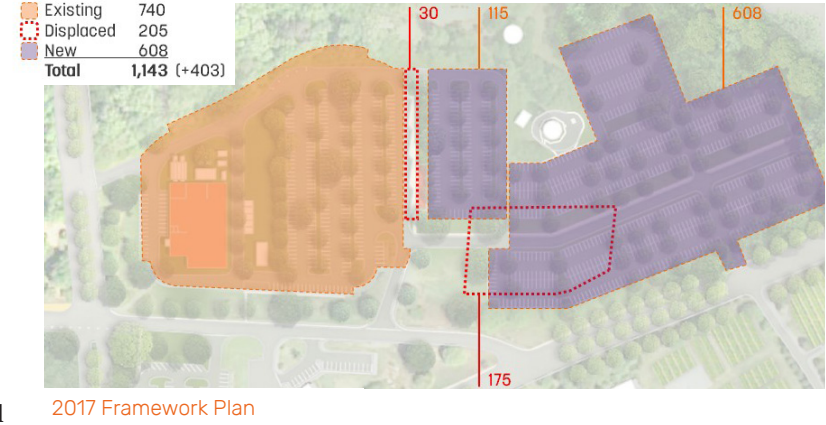 Existing 740
Displaced 205
New 608
Total 1,143 (+403)
30
115
608
175
2017 Framework Plan